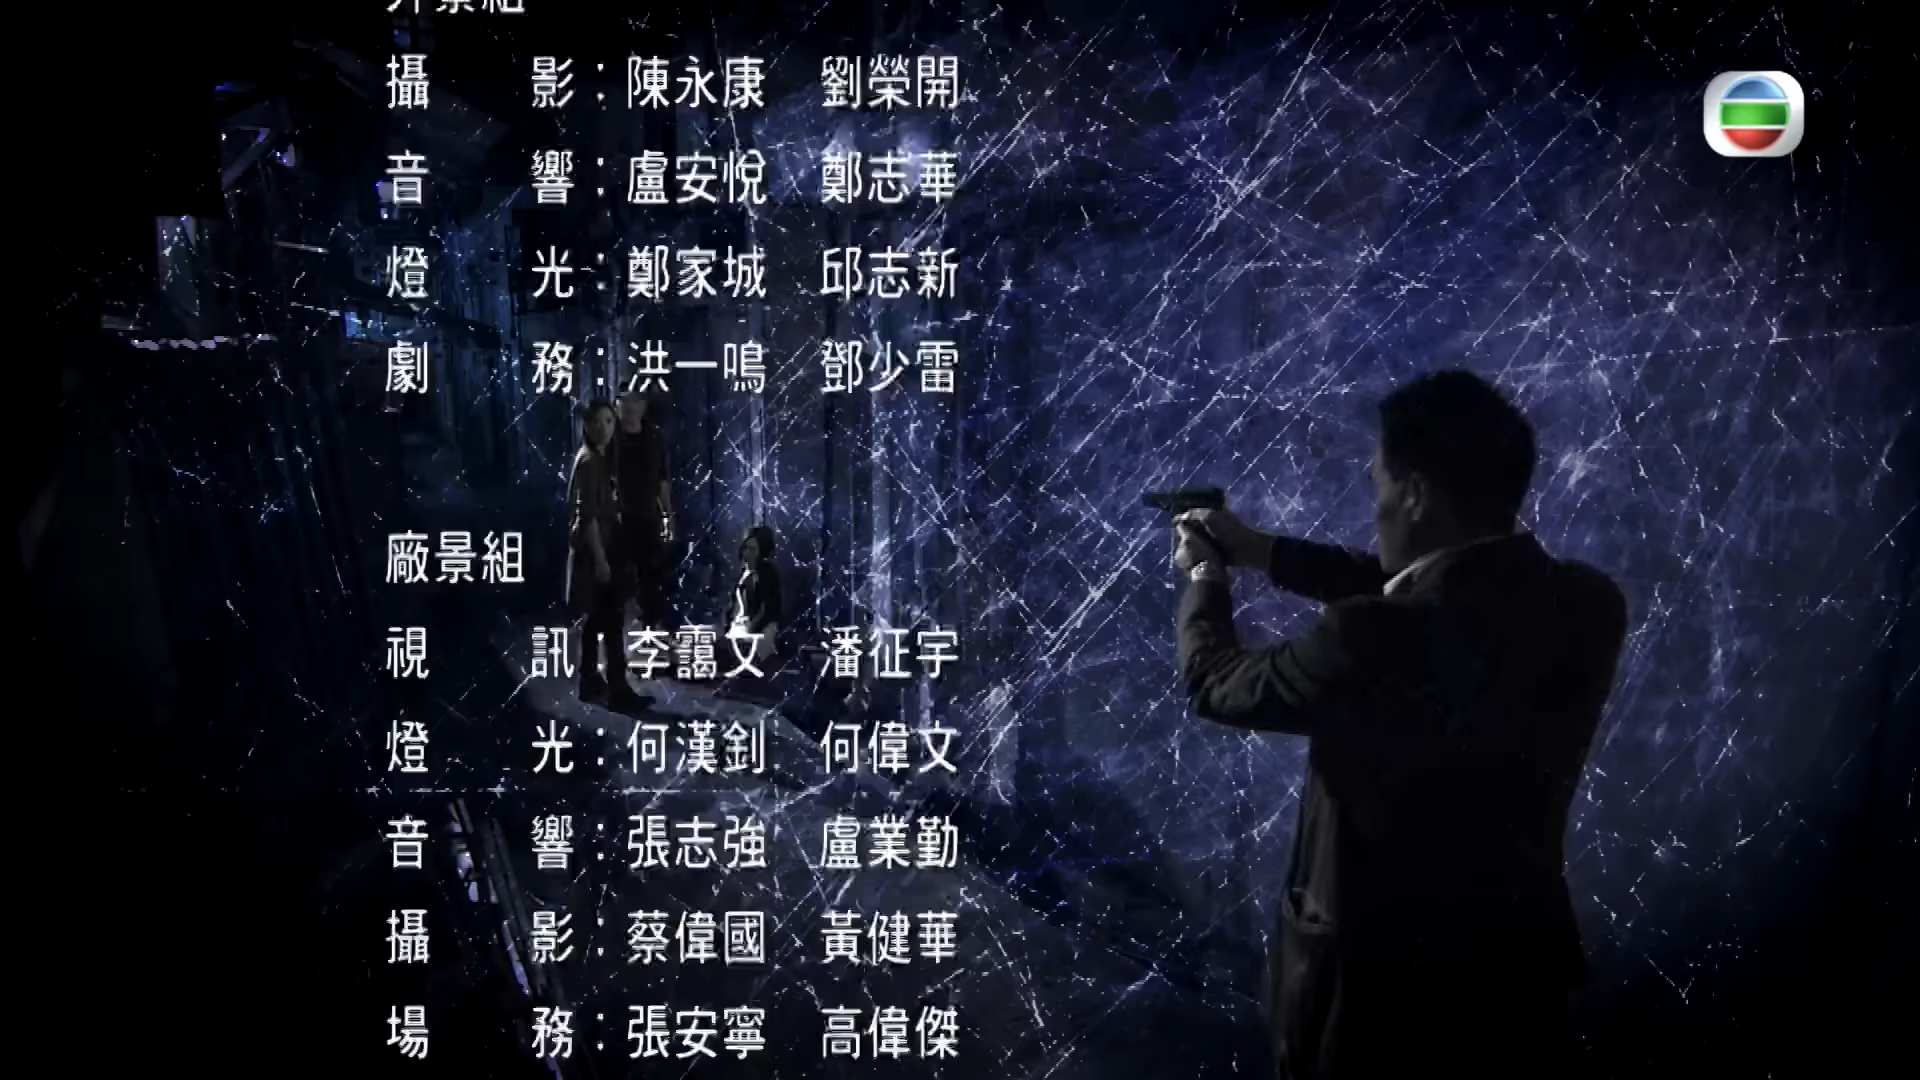 外景組
攝影：陳永康 劉榮開
音響：盧安悅 鄭志華
燈光：鄭家城 邱志新
劇務：洪一鳴 鄧少雷
廠景組
視訊：李靄文 潘征宇
燈光：何漢釗 何偉文
音響：張志強 盧業勤
攝影：蔡偉國 黃健華
場務：張安寧 高偉傑